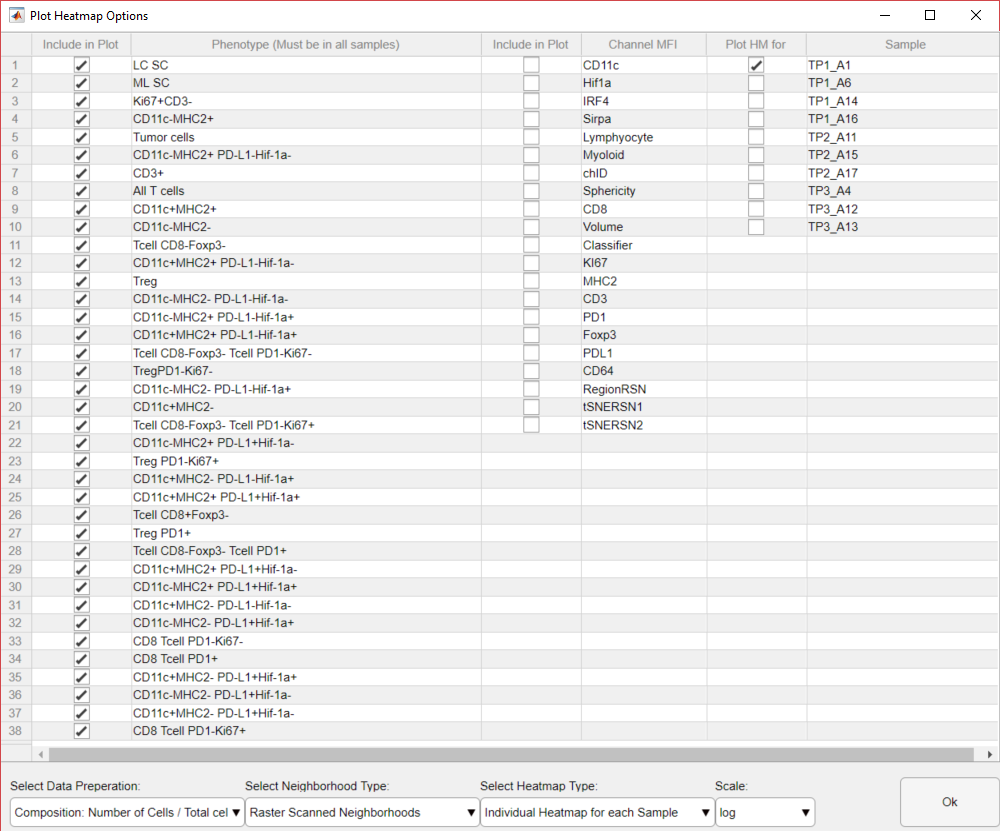 Plot Heatmap Options
Include in Plot Phenotype (Must be in all samples) Include in Plot Channel MFI Plot HM for Sample
1 LC SC CD11c TP1_A1
2 ML SC Hif1a TP1_A6
3 Ki67+CD3- IRF4 TP1_A14
4 CD11c-MHC2+ Sirpa TP1_A16
5 Tumor cells Lymphyocyte TP2_A11
6 CD11c-MHC2+ PD-L1-Hif-1a- Myoloid TP2_A15
7 CD3+ chID TP2_A17
8 All T cells Sphericity TP3_A4
9 CD11c+MHC2+ CD8 TP3_A12
10 CD11c-MHC2- Volume TP3_A13
11 Tcell CD8-Foxp3- Classifier
12 CD11c+MHC2+ PD-L1-Hif-1a- KI67
13 Treg MHC2
14 CD11c-MHC2- PD-L1-Hif-1a- CD3
15 CD11c-MHC2+ PD-L1-Hif-1a+ PD1
16 CD11c+MHC2+ PD-L1-Hif-1a+ Foxp3
17 Tcell CD8-Foxp3- Tcell PD1-Ki67- PDL1
18 TregPD1-Ki67- CD64
19 CD11c-MHC2- PD-L1-Hif-1a+ RegionRSN
20 CD11c+MHC2- tSNERSN1
21 Tcell CD8-Foxp3- Tcell PD1-Ki67+ tSNERSN2
22 CD11c-MHC2+ PD-L1+Hif-1a-
23 Treg PD1-Ki67+
24 CD11c+MHC2- PD-L1-Hif-1a+
25 CD11c+MHC2+ PD-L1+Hif-1a+
26 Tcell CD8+Foxp3-
27 Treg PD1+
28 Tcell CD8-Foxp3- Tcell PD1+
29 CD11c+MHC2+ PD-L1+Hif-1a-
30 CD11c-MHC2+ PD-L1+Hif-1a+
31 CD11c+MHC2- PD-L1-Hif-1a-
32 CD11c-MHC2- PD-L1+Hif-1a+
33 CD8 Tcell PD1-Ki67-
34 CD8 Tcell PD1+
35 CD11c+MHC2- PD-L1+Hif-1a+
36 CD11c-MHC2- PD-L1+Hif-1a-
37 CD11c+MHC2- PD-L1+Hif-1a-
38 CD8 Tcell PD1-Ki67+
Select Data Preperation: Select Neighborhood Type: Select Heatmap Type: Scale:
Composition: Number of Cells / Total cel Raster Scanned Neighborhoods Individual Heatmap for each Sample log Ok